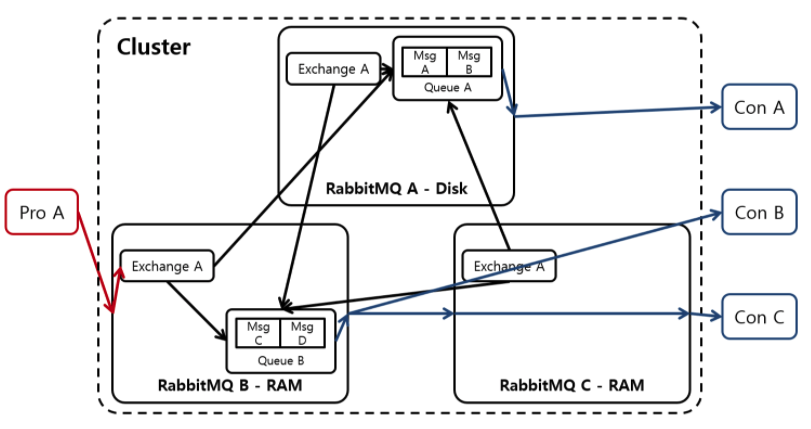 Cluster
Exchange A
Msg
A
Msg
B
Queue A
RabbitMQ A - Disk
Con A
Pro A
Con B
Exchange A
Exchange A
Msg
C
Msg
D
Queue B
RabbitMQ B - RAM
RabbitMQ C - RAM
Con C